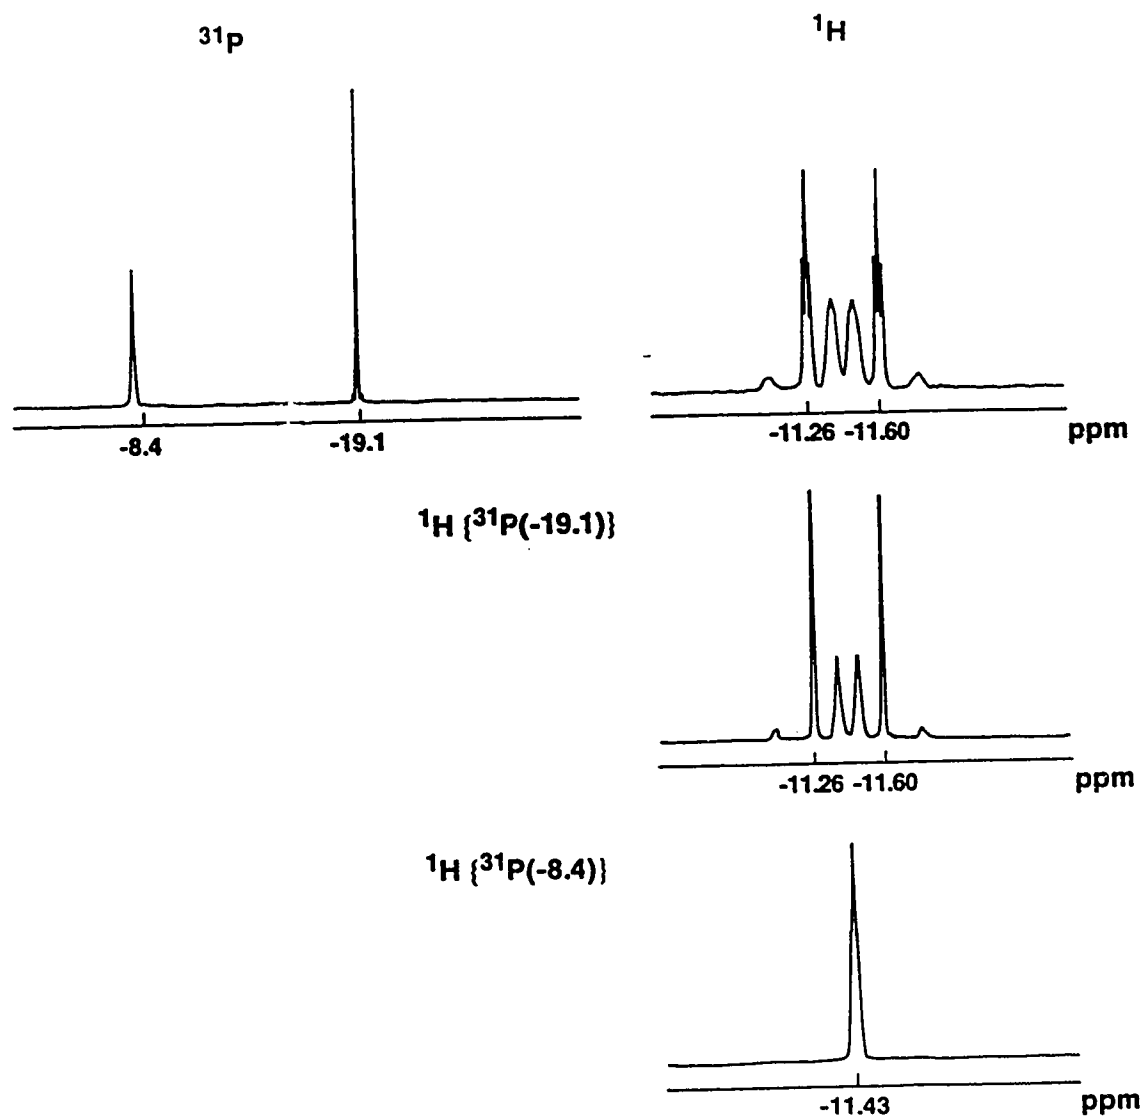 ³¹P
¹H
-8.4
-19.1
-11.26 -11.60 ppm
¹H {³¹P(-19.1)}
-11.26 -11.60 ppm
¹H {³¹P(-8.4)}
-11.43 ppm